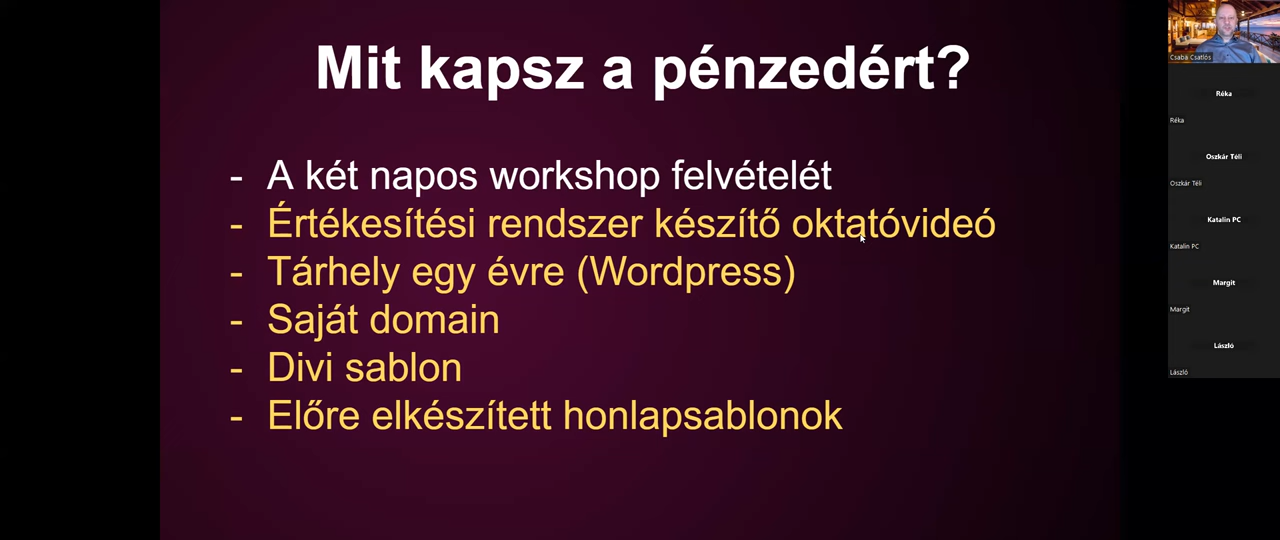 Mit kapsz a pénzedért?
- A két napos workshop felvételét
- Értékesítési rendszer készítő oktatóvideó
- Tárhely egy évre (Wordpress)
- Saját domain
- Divi sablon
- Előre elkészített honlapsablonok
Csaba Csatlós
Réka
Réka
Oszkár Téli
Oszkár Téli
Katalin PC
Katalin PC
Margit
Margit
László
László